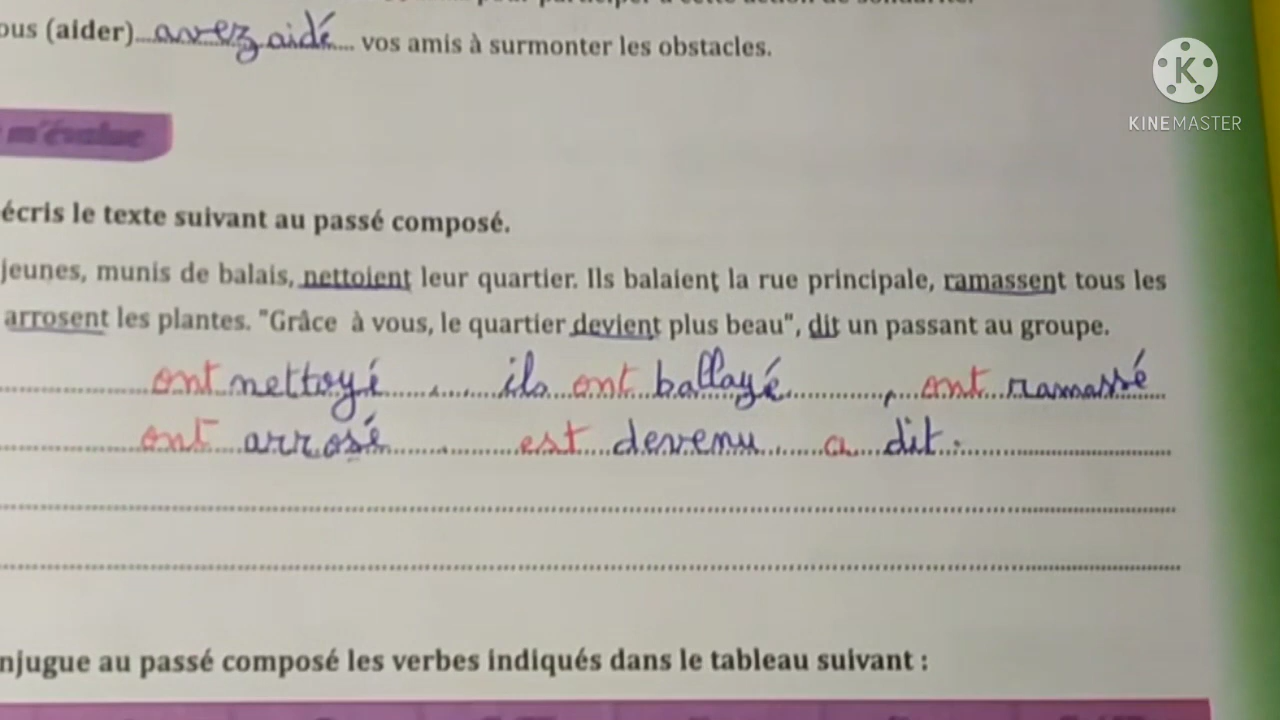 ous (aider) avez aidé vos amis à surmonter les obstacles.
KINEMASTER
m'évalue
écris le texte suivant au passé composé.
jeunes, munis de balais, nettoient leur quartier. Ils balaient la rue principale, ramassent tous les
arrosent les plantes. "Grâce à vous, le quartier devient plus beau", dit un passant au groupe.
ont nettoyé ils ont ballayé , ont ramassé
ont arrosé est devenu a dit.
njugue au passé composé les verbes indiqués dans le tableau suivant :